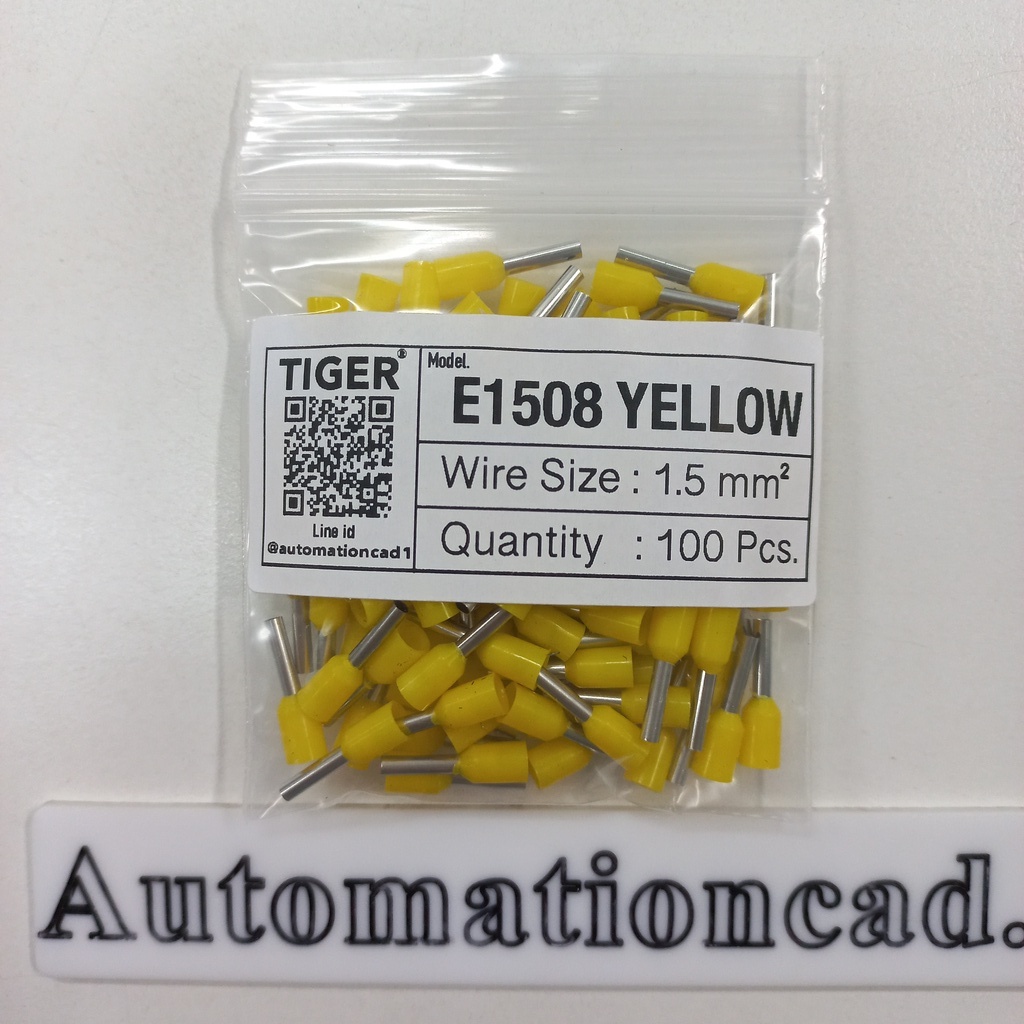 TIGER®
Line id
@automationcad1
Model.
E1508 YELLOW
Wire Size : 1.5 mm²
Quantity : 100 Pcs.
Automationcad.